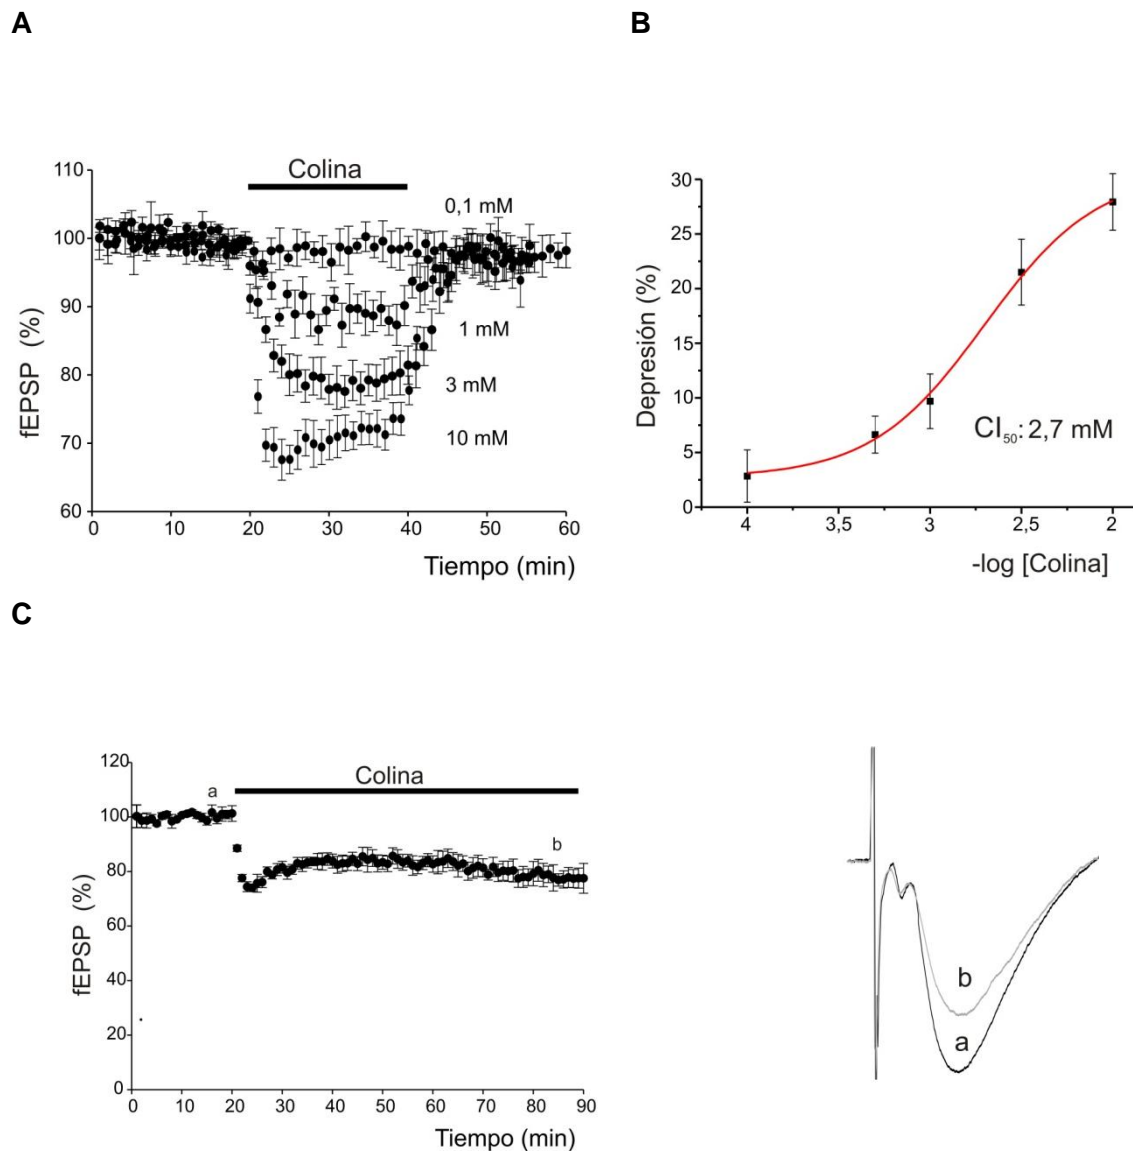 A
B
Colina
110
100
90
80
70
60
0,1 mM
1 mM
3 mM
10 mM
fEPSP (%)
0 10 20 30 40 50 60
Tiempo (min)
30
25
20
15
10
5
0
Depresión (%)
CI50: 2,7 mM
4 3,5 3 2,5 2
-log [Colina]
C
Colina
120
100
80
60
40
20
0
a
b
fEPSP (%)
0 10 20 30 40 50 60 70 80 90
Tiempo (min)
b
a